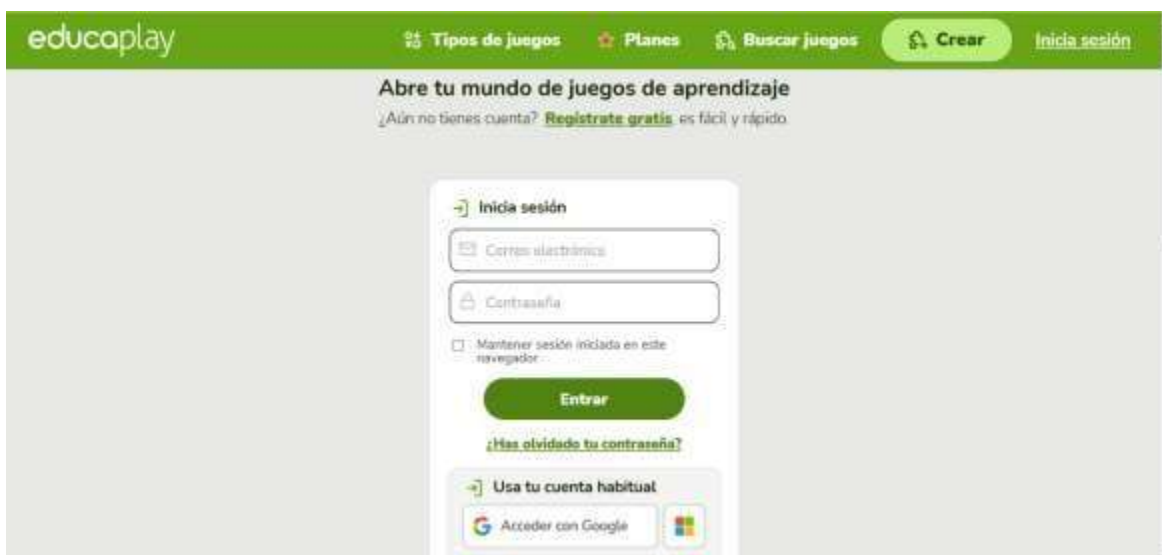 educaplay
Tipos de juegos Planes Buscar juegos Crear Inicia sesión
Abre tu mundo de juegos de aprendizaje
¿Aún no tienes cuenta? Regístrate gratis, es fácil y rápido.
Inicia sesión
Correo electrónico
Contraseña
Mantener sesión iniciada en este
navegador
Entrar
¿Has olvidado tu contraseña?
Usa tu cuenta habitual
Acceder con Google